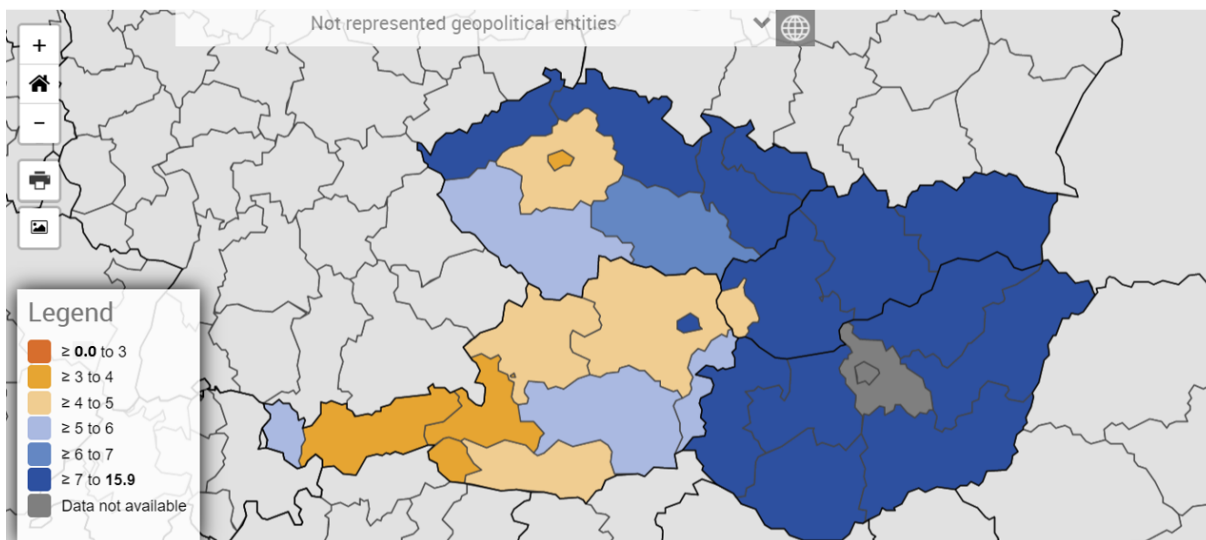 Not represented geopolitical entities
+
−
Legend
≥ 0.0 to 3
≥ 3 to 4
≥ 4 to 5
≥ 5 to 6
≥ 6 to 7
≥ 7 to 15.9
Data not available